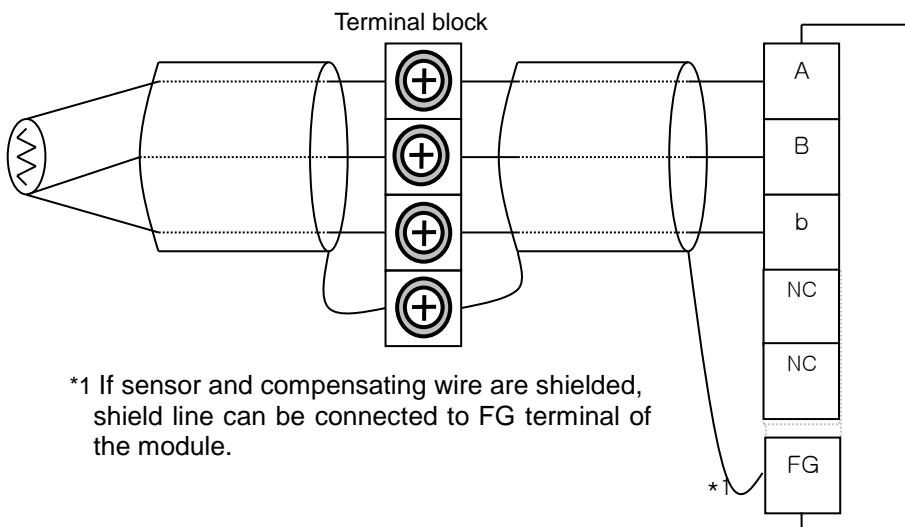 Terminal block
A
B
b
NC
NC
FG
*1
*1 If sensor and compensating wire are shielded,
shield line can be connected to FG terminal of
the module.